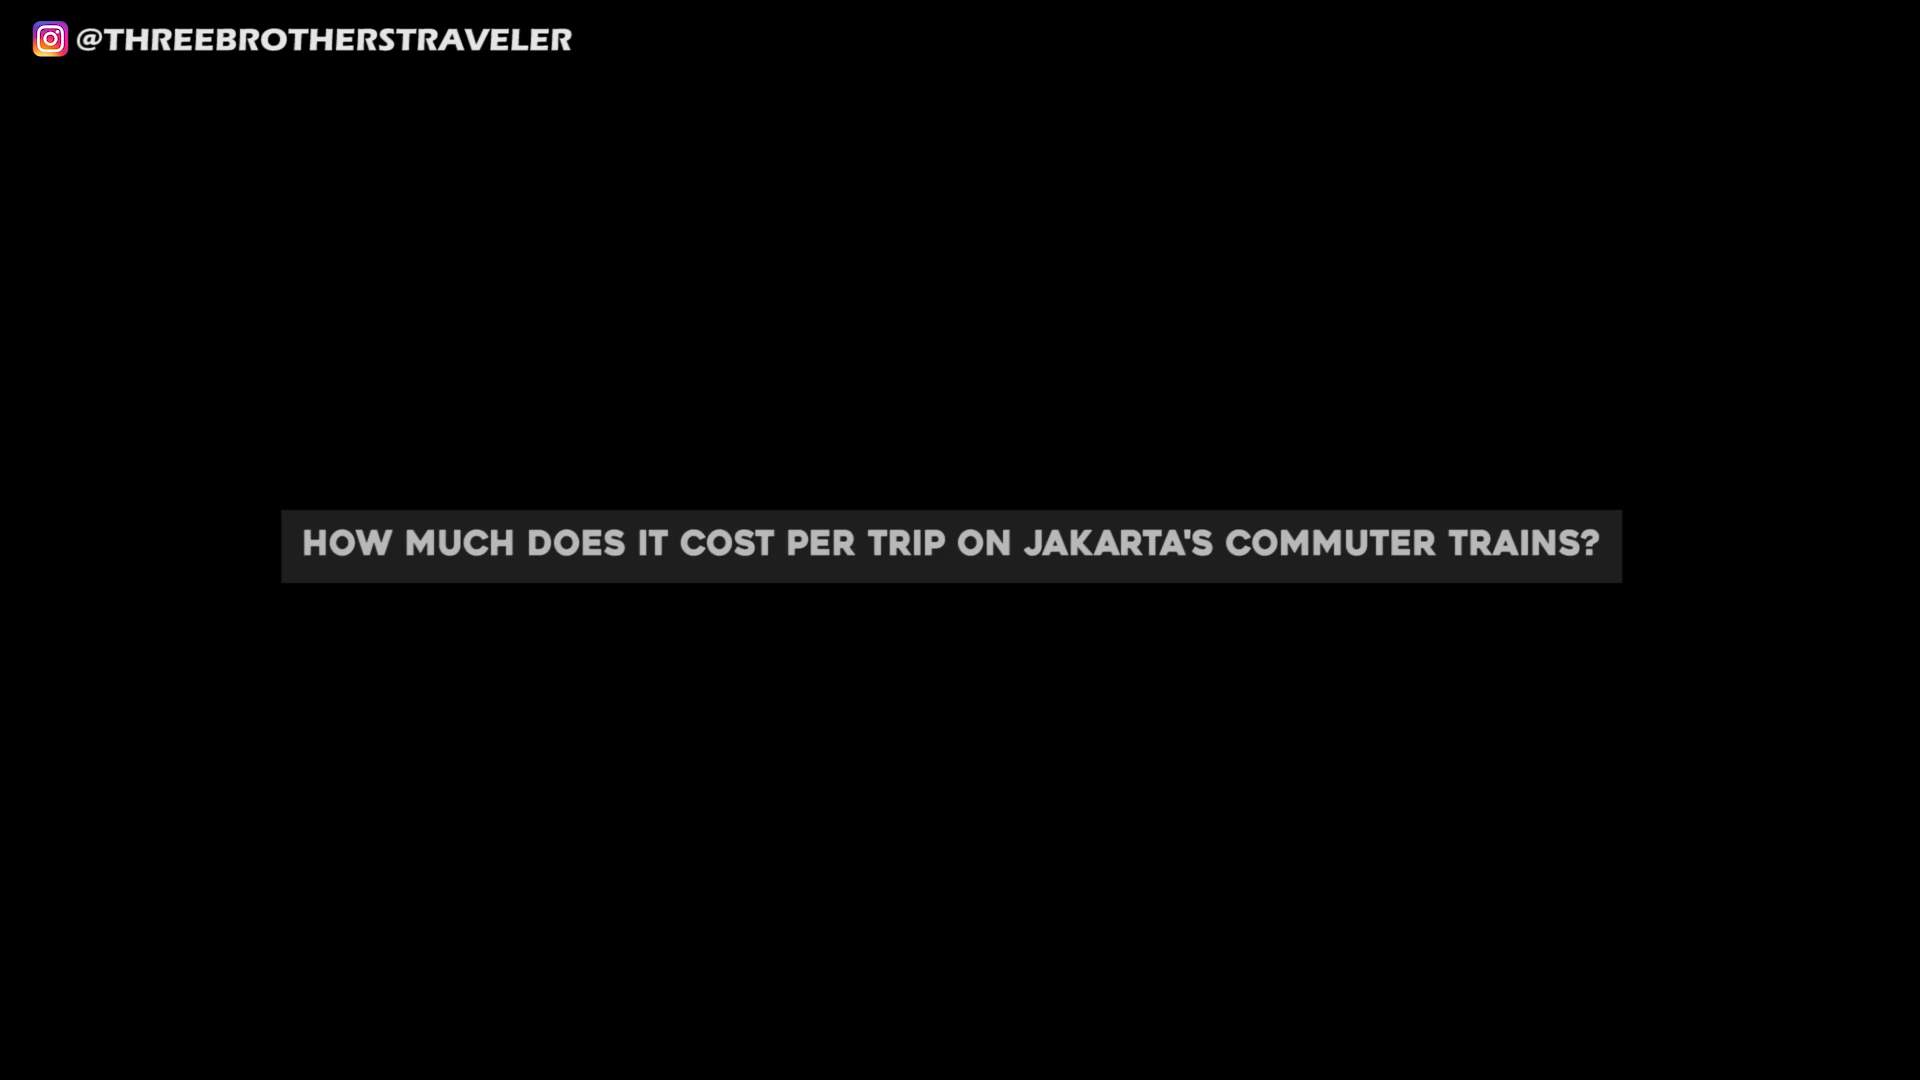 @THREEBROTHERSTRAVELER
HOW MUCH DOES IT COST PER TRIP ON JAKARTA'S COMMUTER TRAINS?